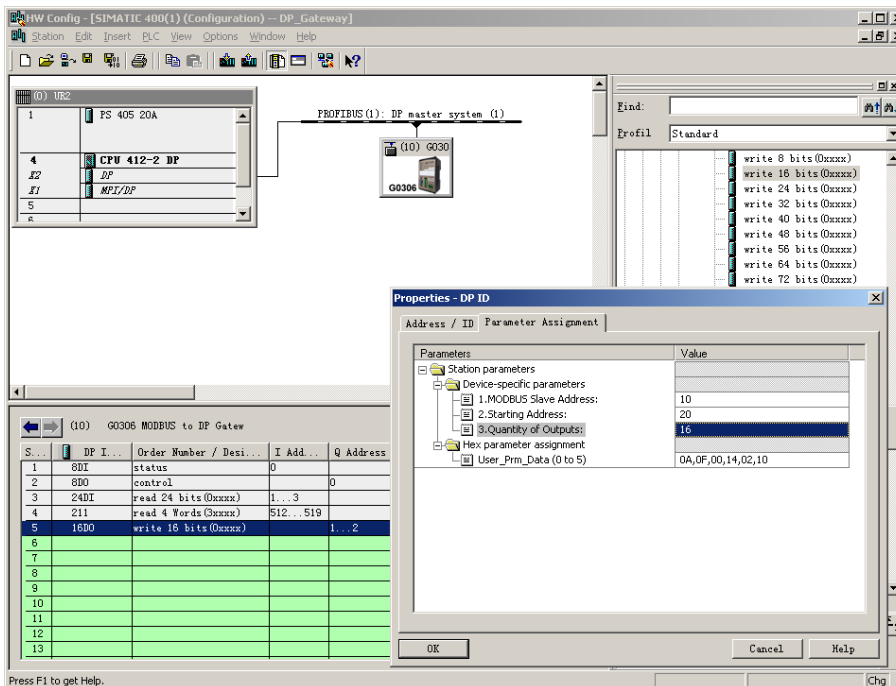 HW Config - [SIMATIC 400(1) (Configuration) -- DP_Gateway]
Station Edit Insert PLC View Options Window Help
(0) UR2
1 PS 405 20A
4 CPU 412-2 DP
X2 DP
X1 MPI/DP
5
6
PROFIBUS(1): DP master system (1)
(10) G030
G0306
Find:
Profil Standard
write 8 bits(0xxxx)
write 16 bits(0xxxx)
write 24 bits(0xxxx)
write 32 bits(0xxxx)
write 40 bits(0xxxx)
write 48 bits(0xxxx)
write 56 bits(0xxxx)
write 64 bits(0xxxx)
write 72 bits(0xxxx)
Properties - DP ID
Address / ID Parameter Assignment
Parameters Value
Station parameters
Device-specific parameters
1.MODBUS Slave Address: 10
2.Starting Address: 20
3.Quantity of Outputs: 16
Hex parameter assignment
User_Prm_Data (0 to 5) 0A,0F,00,14,02,10
OK Cancel Help
(10) G0306 MODBUS to DP Gatew
S... DP I... Order Number / Desi... I Add... Q Address
1 8DI status 0
2 8DO control 0
3 24DI read 24 bits(0xxxx) 1...3
4 211 read 4 Words(3xxxx) 512...519
5 16DO write 16 bits(0xxxx) 1...2
6
7
8
9
10
11
12
13
Press F1 to get Help.
Chg